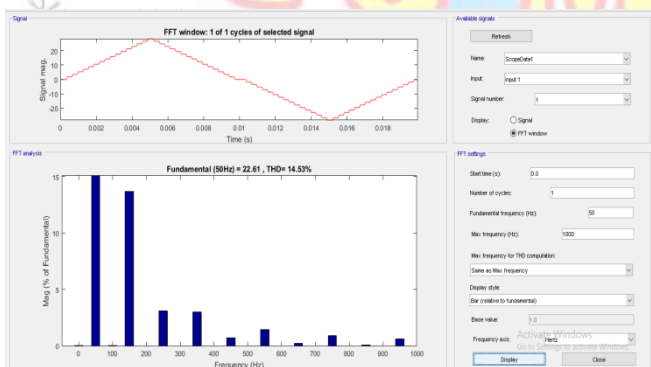 Signal
FFT window: 1 of 1 cycles of selected signal
20
10
0
-10
-20
Signal mag.
0 0.002 0.004 0.006 0.008 0.01 0.012 0.014 0.016 0.018
Time (s)
FFT analysis
Fundamental (50Hz) = 22.61 , THD= 14.53%
15
10
5
0
Mag (% of Fundamental)
0 100 200 300 400 500 600 700 800 900 1000
Frequency (Hz)
Available signals
Refresh
Name: ScopeData1
Input: input 1
Signal number: 1
Display: Signal
FFT window
FFT settings
Start time (s): 0.0
Number of cycles: 1
Fundamental frequency (Hz): 50
Max frequency (Hz): 1000
Max frequency for THD computation:
Same as Max frequency
Display style:
Bar (relative to fundamental)
Base value: 1.0
Activate Windows
Frequency axis: Hertz
Go to Settings to activate Windows.
Display Close